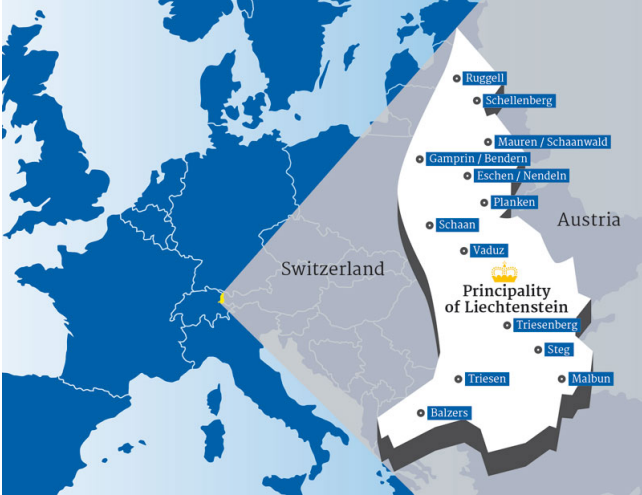 Ruggell
Schellenberg
Mauren / Schaanwald
Gamprin / Bendern
Eschen / Nendeln
Planken
Schaan
Austria
Vaduz
Switzerland
Principality
of Liechtenstein
Triesenberg
Steg
Triesen
Malbun
Balzers